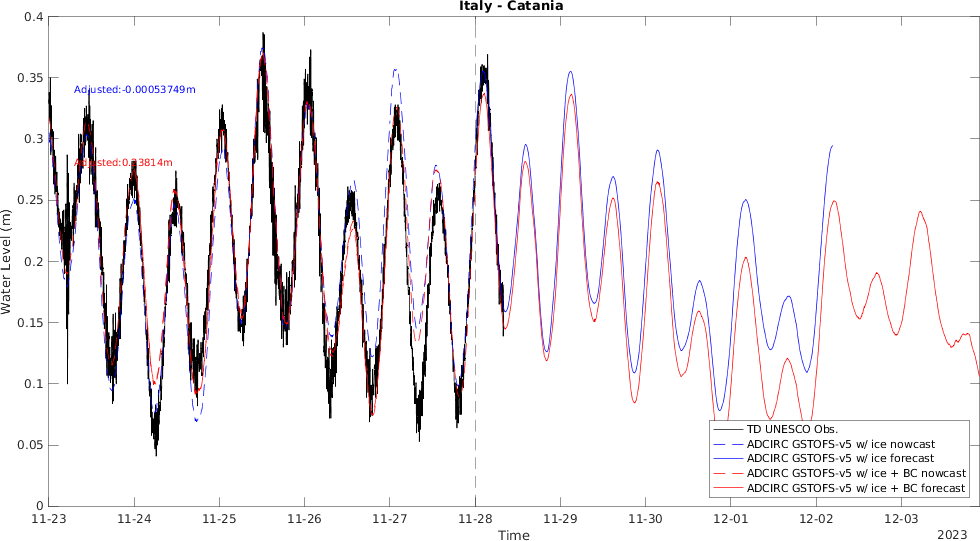 Italy - Catania
0.4
0.35
0.3
0.25
0.2
0.15
0.1
0.05
0
Water Level (m)
Adjusted:-0.00053749m
Adjusted:0.23814m
TD UNESCO Obs.
ADCIRC GSTOFS-v5 w/ ice nowcast
ADCIRC GSTOFS-v5 w/ ice forecast
ADCIRC GSTOFS-v5 w/ ice + BC nowcast
ADCIRC GSTOFS-v5 w/ ice + BC forecast
11-23 11-24 11-25 11-26 11-27 11-28 11-29 11-30 12-01 12-02 12-03
Time
2023